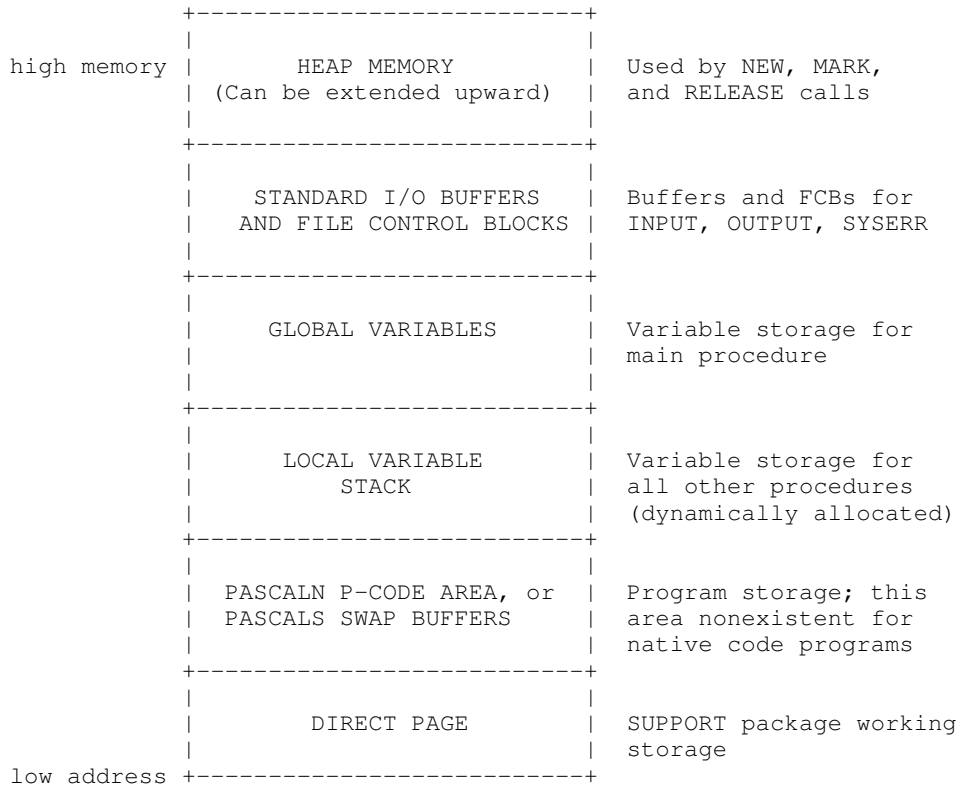 +---------------------------+
| |
high memory | HEAP MEMORY | Used by NEW, MARK,
| (Can be extended upward) | and RELEASE calls
| |
+---------------------------+
| |
| STANDARD I/O BUFFERS | Buffers and FCBs for
| AND FILE CONTROL BLOCKS | INPUT, OUTPUT, SYSERR
| |
+---------------------------+
| |
| GLOBAL VARIABLES | Variable storage for
| | main procedure
| |
+---------------------------+
| |
| LOCAL VARIABLE | Variable storage for
| STACK | all other procedures
| | (dynamically allocated)
+---------------------------+
| |
| PASCALN P-CODE AREA, or | Program storage; this
| PASCALS SWAP BUFFERS | area nonexistent for
| | native code programs
+---------------------------+
| |
| DIRECT PAGE | SUPPORT package working
| | storage
low address +---------------------------+